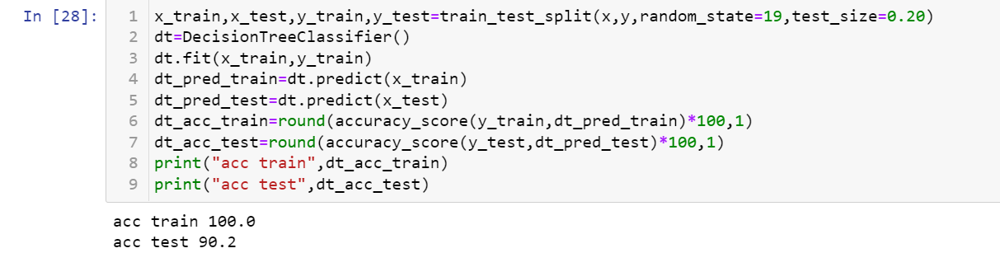 In [28]:
1 x_train,x_test,y_train,y_test=train_test_split(x,y,random_state=19,test_size=0.20)
2 dt=DecisionTreeClassifier()
3 dt.fit(x_train,y_train)
4 dt_pred_train=dt.predict(x_train)
5 dt_pred_test=dt.predict(x_test)
6 dt_acc_train=round(accuracy_score(y_train,dt_pred_train)*100,1)
7 dt_acc_test=round(accuracy_score(y_test,dt_pred_test)*100,1)
8 print("acc train",dt_acc_train)
9 print("acc test",dt_acc_test)
acc train 100.0
acc test 90.2